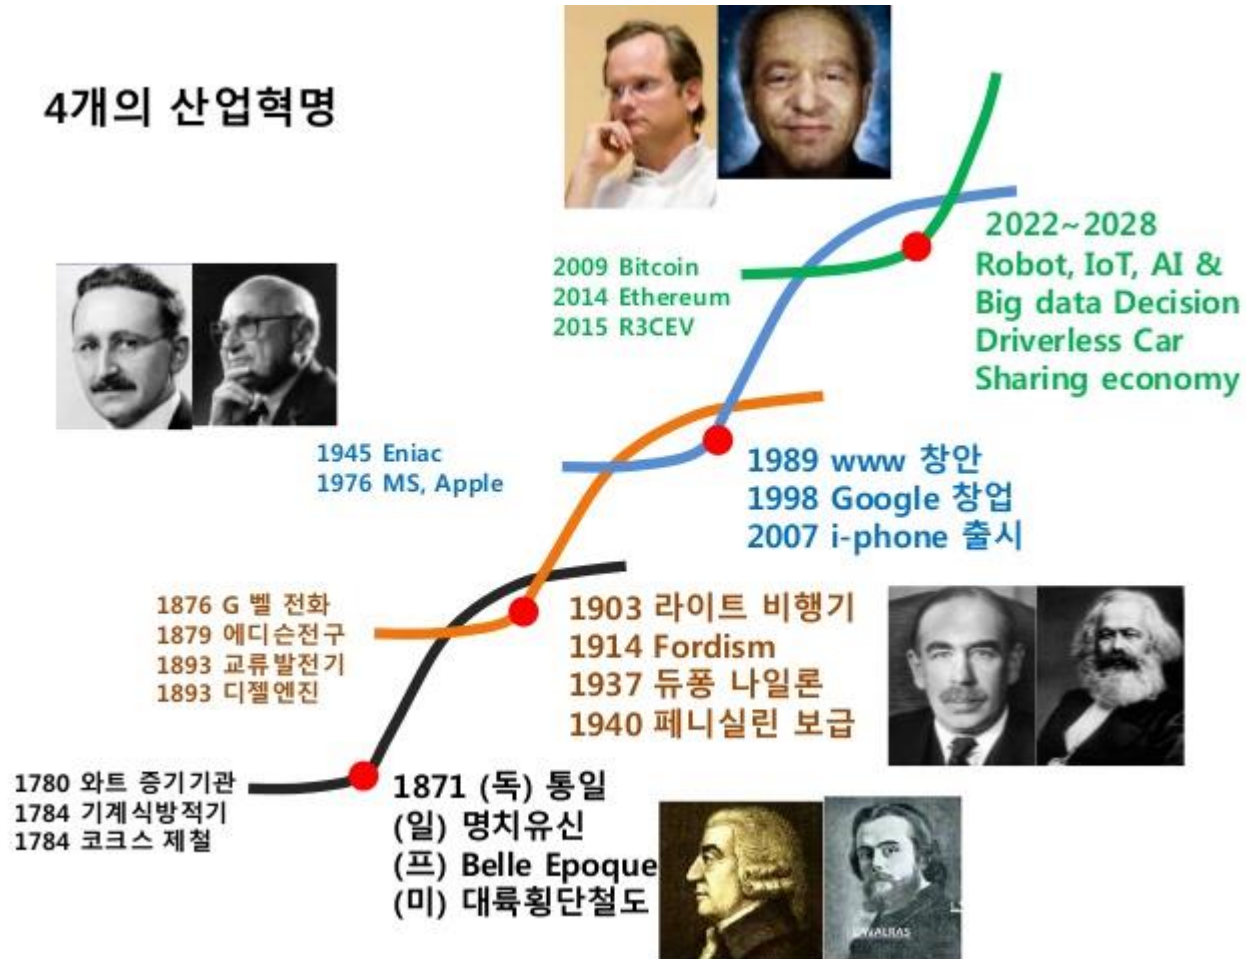 4개의 산업혁명
2009 Bitcoin
2014 Ethereum
2015 R3CEV
2022~2028
Robot, IoT, AI &
Big data Decision
Driverless Car
Sharing economy
1945 Eniac
1976 MS, Apple
1989 www 창안
1998 Google 창업
2007 i-phone 출시
1876 G 벨 전화
1879 에디슨전구
1893 교류발전기
1893 디젤엔진
1903 라이트 비행기
1914 Fordism
1937 듀퐁 나일론
1940 페니실린 보급
1780 와트 증기기관
1784 기계식방적기
1784 코크스 제철
1871 (독) 통일
(일) 명치유신
(프) Belle Epoque
(미) 대륙횡단철도